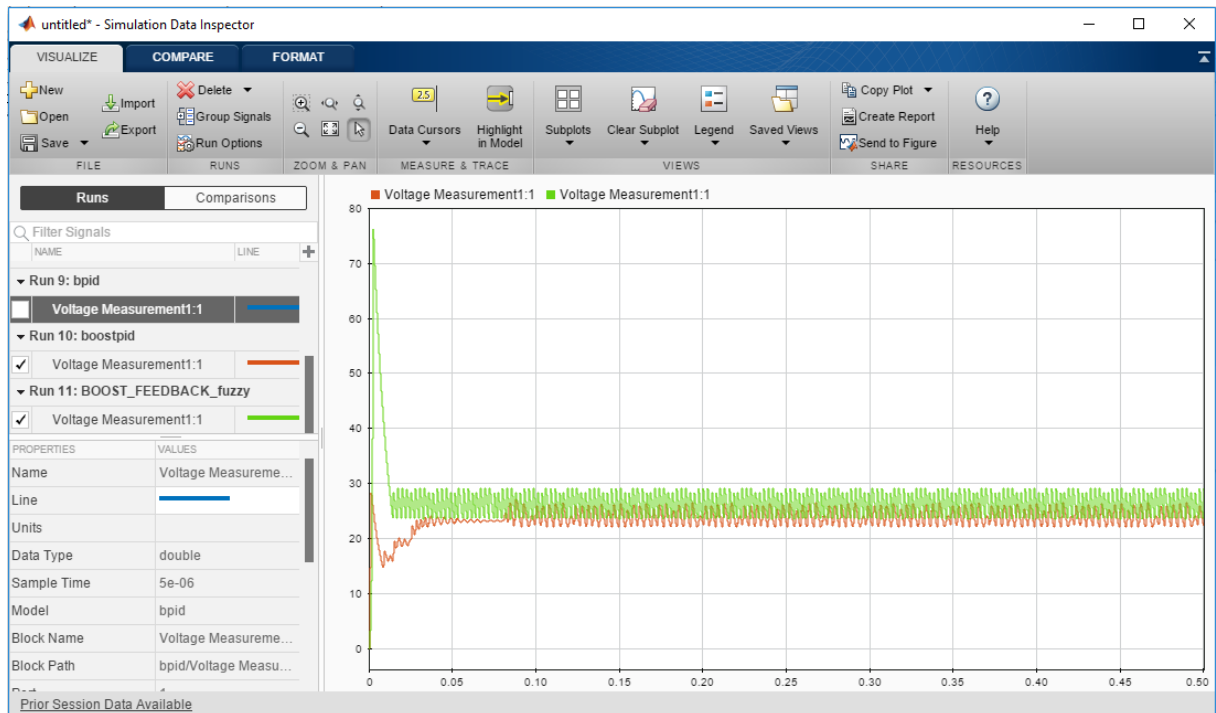 untitled* - Simulation Data Inspector
VISUALIZE COMPARE FORMAT
New
Open
Save
Import
Export
FILE
Delete
Group Signals
Run Options
RUNS
ZOOM & PAN
2.5
Data Cursors
Highlight
in Model
MEASURE & TRACE
Subplots
Clear Subplot
Legend
Saved Views
VIEWS
Copy Plot
Create Report
Send to Figure
SHARE
?
Help
RESOURCES
Runs Comparisons
Filter Signals
NAME LINE
Run 9: bpid
Voltage Measurement1:1
Run 10: boostpid
Voltage Measurement1:1
Run 11: BOOST_FEEDBACK_fuzzy
Voltage Measurement1:1
PROPERTIES VALUES
Name Voltage Measureme...
Line
Units
Data Type double
Sample Time 5e-06
Model bpid
Block Name Voltage Measureme...
Block Path bpid/Voltage Measu...
Prior Session Data Available
Voltage Measurement1:1 Voltage Measurement1:1
80
70
60
50
40
30
20
10
0
0 0.05 0.10 0.15 0.20 0.25 0.30 0.35 0.40 0.45 0.50